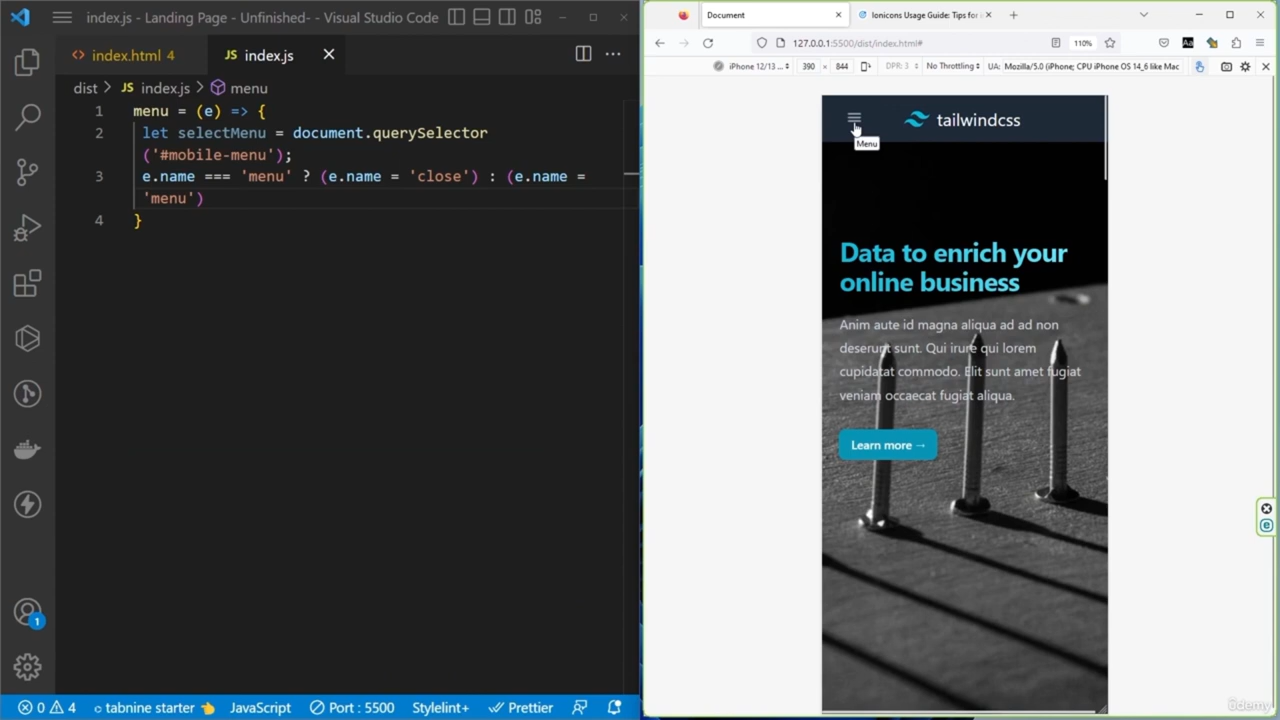 index.js - Landing Page - Unfinished- - Visual Studio Code
index.html 4
JS index.js
dist > JS index.js > menu
1 menu = (e) => {
2 let selectMenu = document.querySelector
('#mobile-menu');
3 e.name === 'menu' ? (e.name = 'close') : (e.name =
'menu')
4 }
1
0 4 tabnine starter JavaScript Port : 5500 Stylelint+ Prettier
Document
Ionicons Usage Guide: Tips for
127.0.0.1:5500/dist/index.html#
110%
iPhone 12/13 ... 390 × 844 DPR: 3 No Throttling UA: Mozilla/5.0 (iPhone; CPU iPhone OS 14_6 like Mac
tailwindcss
Menu
Data to enrich your
online business
Anim aute id magna aliqua ad ad non
deserunt sunt. Qui irure qui lorem
cupidatat commodo. Elit sunt amet fugiat
veniam occaecat fugiat aliqua.
Learn more →
udemy